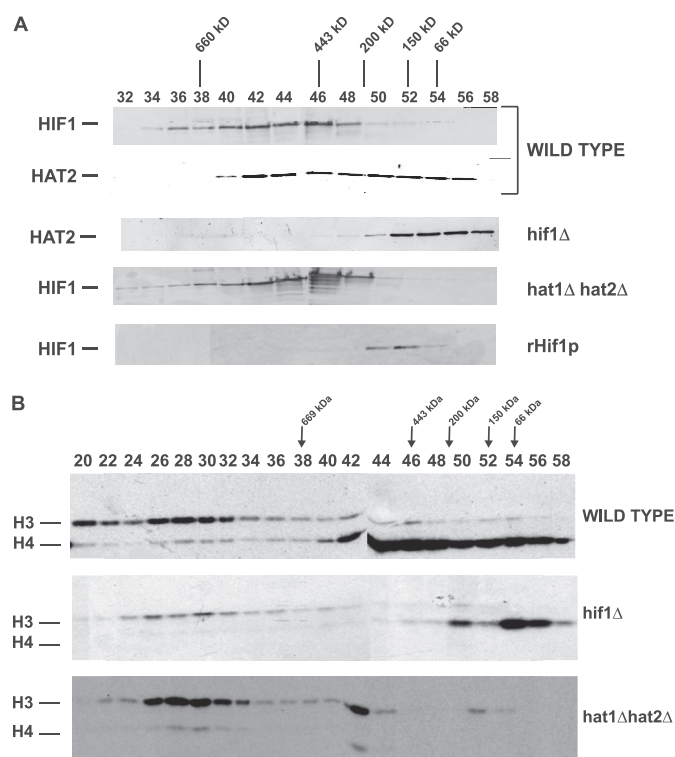 A
660 kD 443 kD 200 kD 150 kD 66 kD
32 34 36 38 40 42 44 46 48 50 52 54 56 58
HIF1
WILD TYPE
HAT2
HAT2 hif1Δ
HIF1 hat1Δ hat2Δ
HIF1 rHif1p
B
669 kDa 443 kDa 200 kDa 150 kDa 66 kDa
20 22 24 26 28 30 32 34 36 38 40 42 44 46 48 50 52 54 56 58
H3 WILD TYPE
H4
hif1Δ
H3
H4
H3
hat1Δhat2Δ
H4